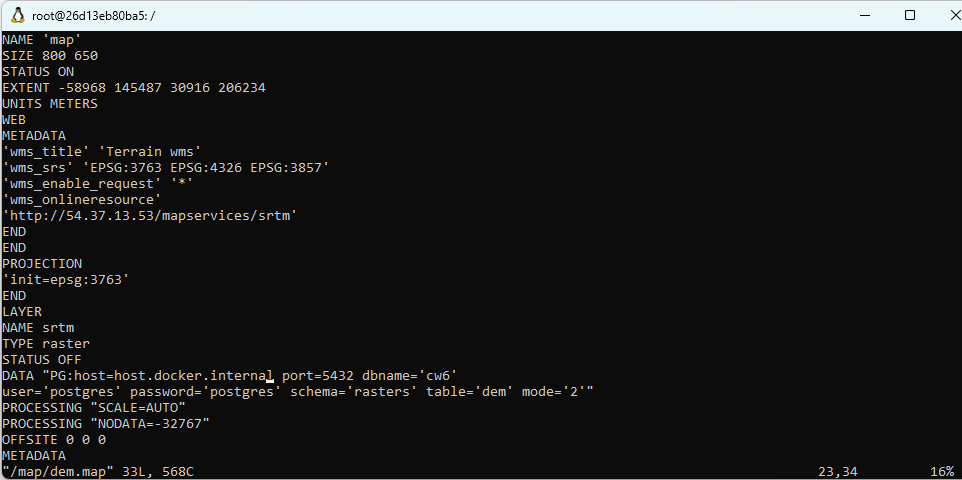 root@26d13eb80ba5: /
NAME 'map'
SIZE 800 650
STATUS ON
EXTENT -58968 145487 30916 206234
UNITS METERS
WEB
METADATA
'wms_title' 'Terrain wms'
'wms_srs' 'EPSG:3763 EPSG:4326 EPSG:3857'
'wms_enable_request' '*'
'wms_onlineresource'
'http://54.37.13.53/mapservices/srtm'
END
END
PROJECTION
'init=epsg:3763'
END
LAYER
NAME srtm
TYPE raster
STATUS OFF
DATA "PG:host=host.docker.internal port=5432 dbname='cw6'
user='postgres' password='postgres' schema='rasters' table='dem' mode='2'"
PROCESSING "SCALE=AUTO"
PROCESSING "NODATA=-32767"
OFFSITE 0 0 0
METADATA
"/map/dem.map" 33L, 568C 23,34 16%